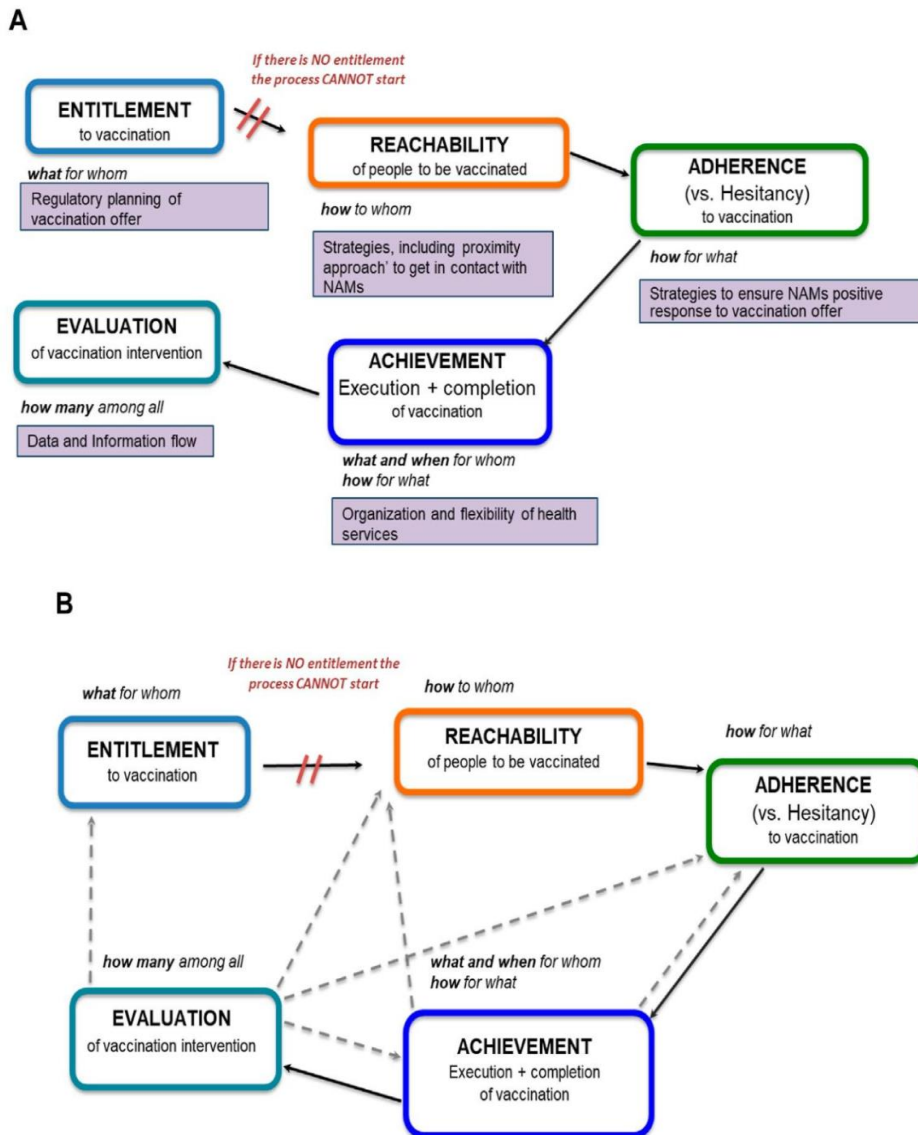 A
If there is NO entitlement
the process CANNOT start
ENTITLEMENT
to vaccination
what for whom
Regulatory planning of
vaccination offer
REACHABILITY
of people to be vaccinated
how to whom
Strategies, including proximity
approach' to get in contact with
NAMs
ADHERENCE
(vs. Hesitancy)
to vaccination
how for what
Strategies to ensure NAMs positive
response to vaccination offer
EVALUATION
of vaccination intervention
how many among all
Data and Information flow
ACHIEVEMENT
Execution + completion
of vaccination
what and when for whom
how for what
Organization and flexibility of health
services
B
If there is NO entitlement the
process CANNOT start
what for whom
ENTITLEMENT
to vaccination
how to whom
REACHABILITY
of people to be vaccinated
how for what
ADHERENCE
(vs. Hesitancy)
to vaccination
how many among all
EVALUATION
of vaccination intervention
what and when for whom
how for what
ACHIEVEMENT
Execution + completion
of vaccination